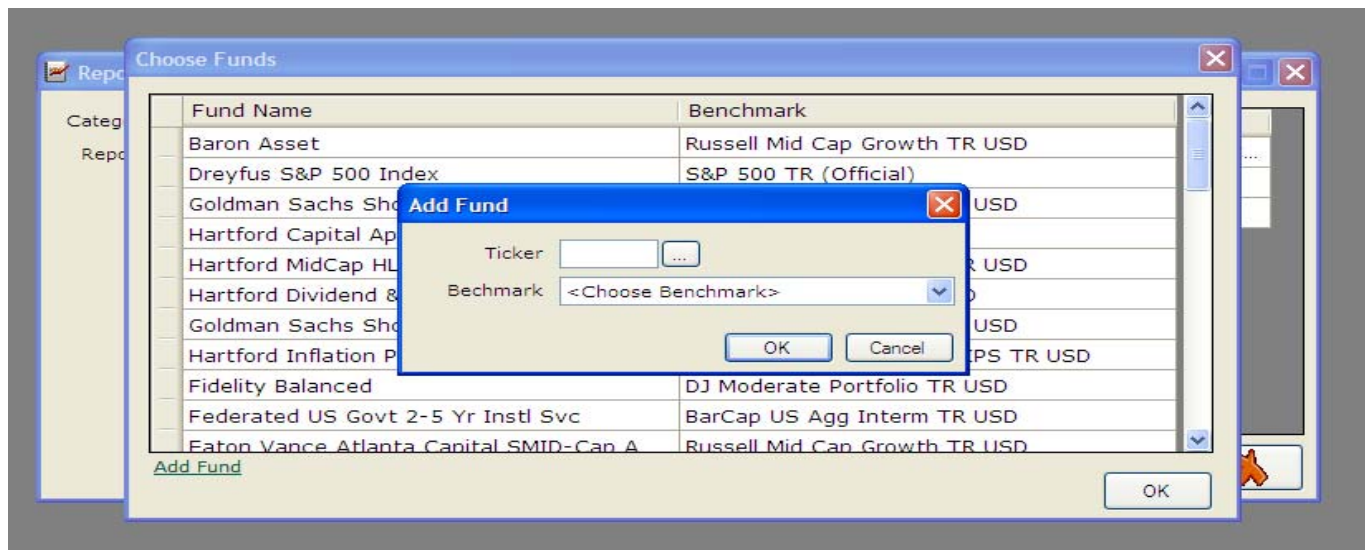 Choose Funds
Repo
Categ
Repo
Fund Name Benchmark
Baron Asset Russell Mid Cap Growth TR USD
...
Dreyfus S&P 500 Index S&P 500 TR (Official)
Goldman Sachs Sho USD
Add Fund
Hartford Capital Ap
Ticker ...
Hartford MidCap HL R USD
Bechmark <Choose Benchmark>
Hartford Dividend &
Goldman Sachs Sho USD
OK Cancel
Hartford Inflation P IPS TR USD
Fidelity Balanced DJ Moderate Portfolio TR USD
Federated US Govt 2-5 Yr Instl Svc BarCap US Agg Interm TR USD
Eaton Vance Atlanta Capital SMID-Cap A Russell Mid Cap Growth TR USD
Add Fund
OK